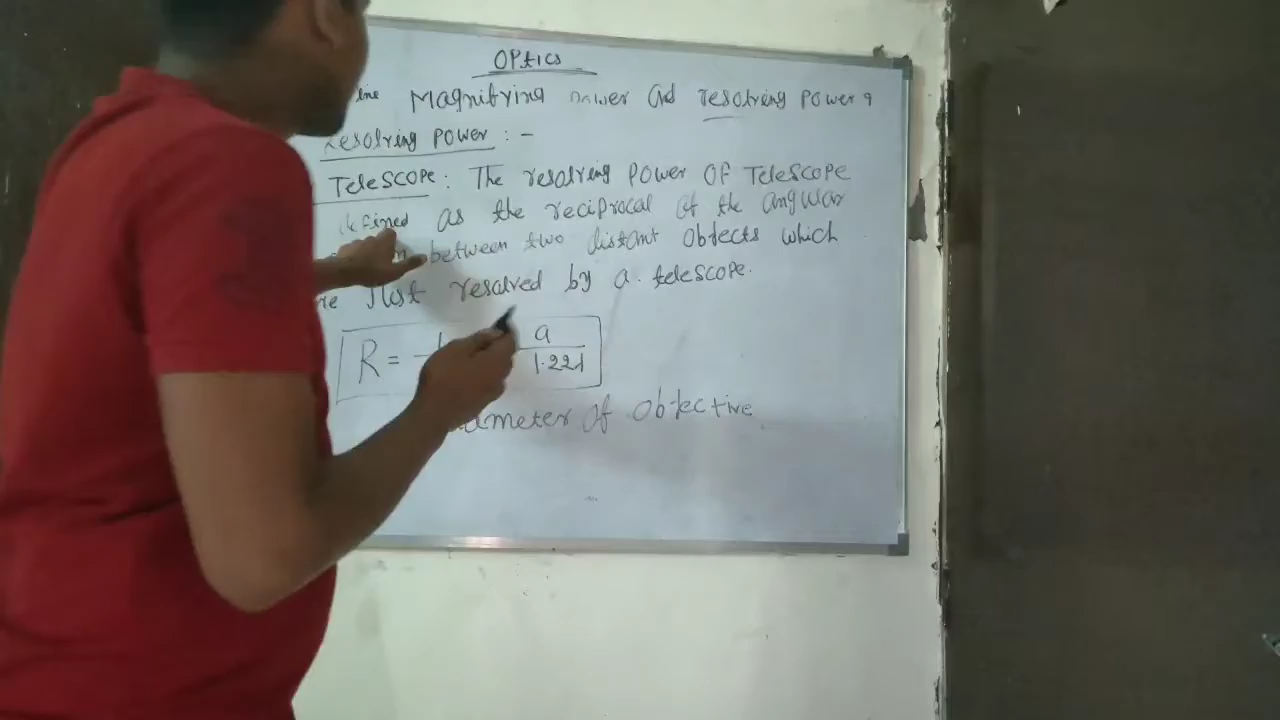 OPtics
Magnifying Power and resolving Power ?
Resolving Power : -
TeleSCOPE : The resolving Power OF TeleSCOPE
defined as the reciprocal of the angular
between two distant Objects which
Just resolved by a telescope.
R = a
1.22λ
diameter Of Objective